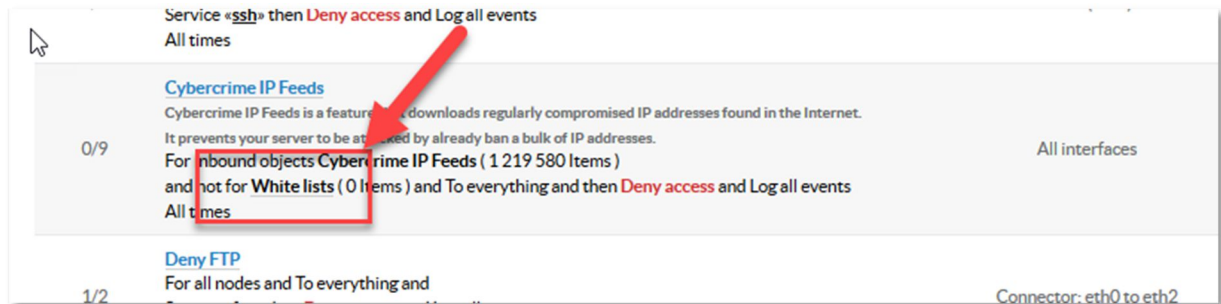 Service «ssh» then Deny access and Log all events
All times
Cybercrime IP Feeds
Cybercrime IP Feeds is a feature downloads regularly compromised IP addresses found in the Internet.
It prevents your server to be attacked by already ban a bulk of IP addresses.
0/9
For inbound objects Cybercrime IP Feeds ( 1 219 580 Items )
All interfaces
and not for White lists ( 0 Items ) and To everything and then Deny access and Log all events
All times
Deny FTP
For all nodes and To everything and
1/2
Connector: eth0 to eth2